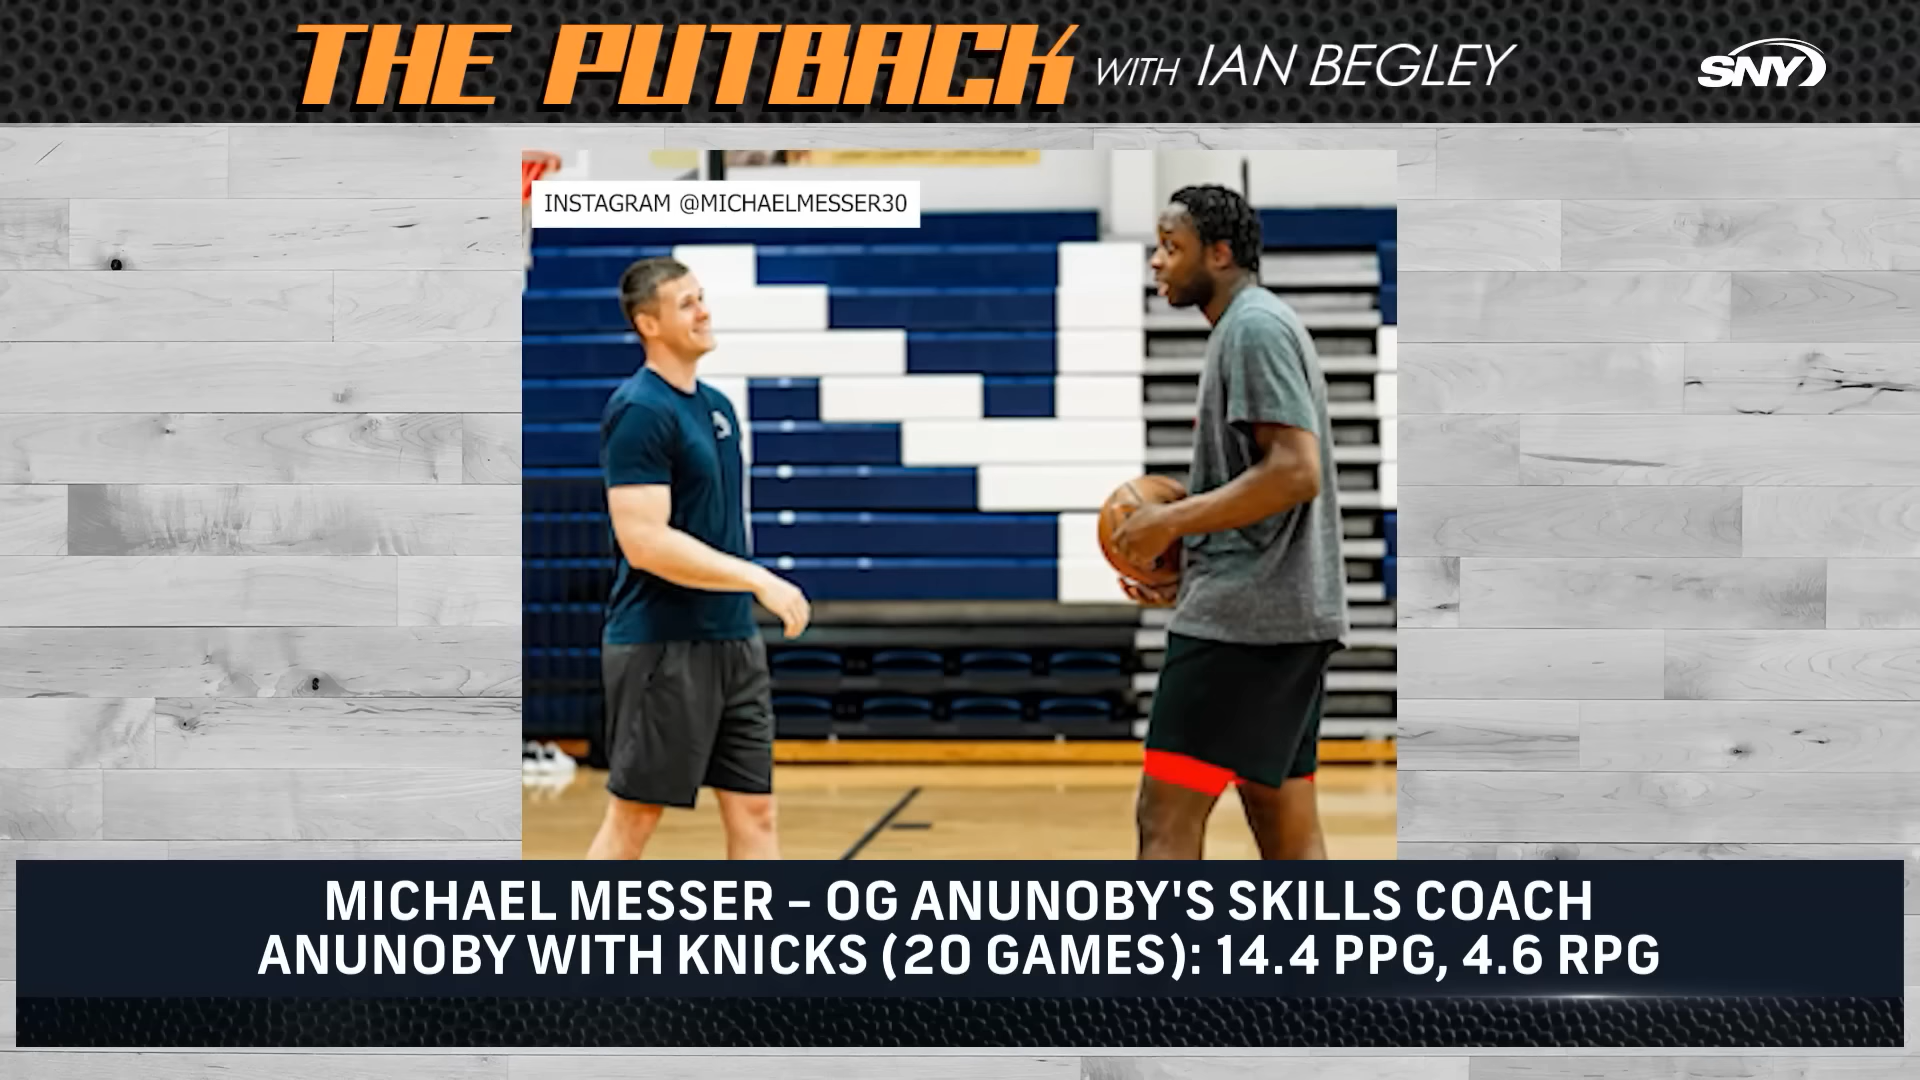 THE PUTBACK WITH IAN BEGLEY
SNY
INSTAGRAM @MICHAELMESSER30
MICHAEL MESSER – OG ANUNOBY'S SKILLS COACH
ANUNOBY WITH KNICKS (20 GAMES): 14.4 PPG, 4.6 RPG